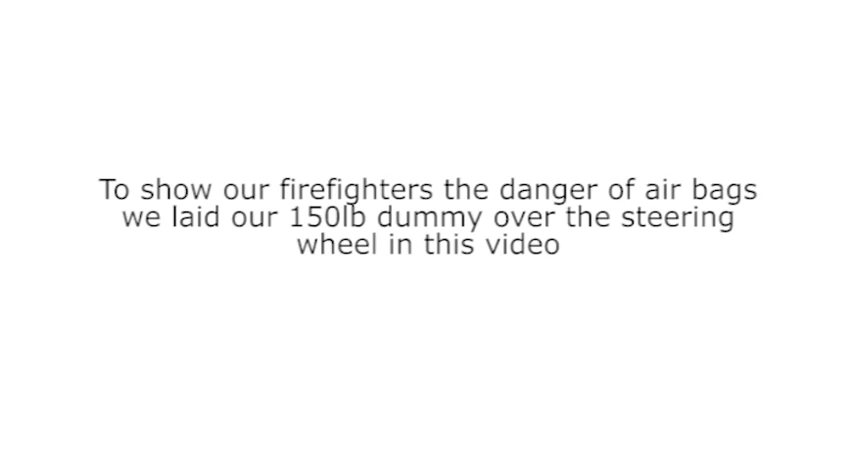 To show our firefighters the danger of air bags
we laid our 150lb dummy over the steering
wheel in this video